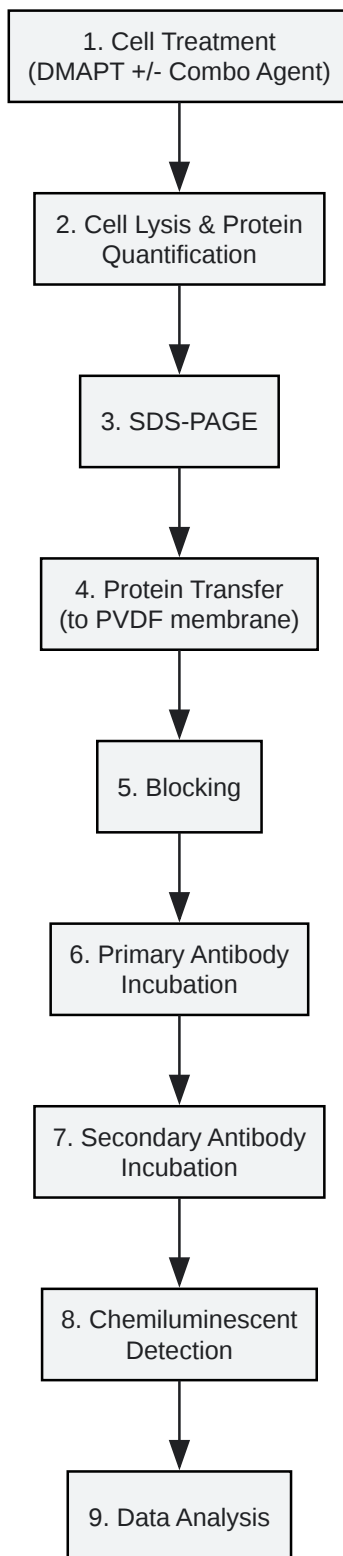 1. Cell Treatment
(DMAPT +/- Combo Agent)
2. Cell Lysis & Protein
Quantification
3. SDS-PAGE
4. Protein Transfer
(to PVDF membrane)
5. Blocking
6. Primary Antibody
Incubation
7. Secondary Antibody
Incubation
8. Chemiluminescent
Detection
9. Data Analysis